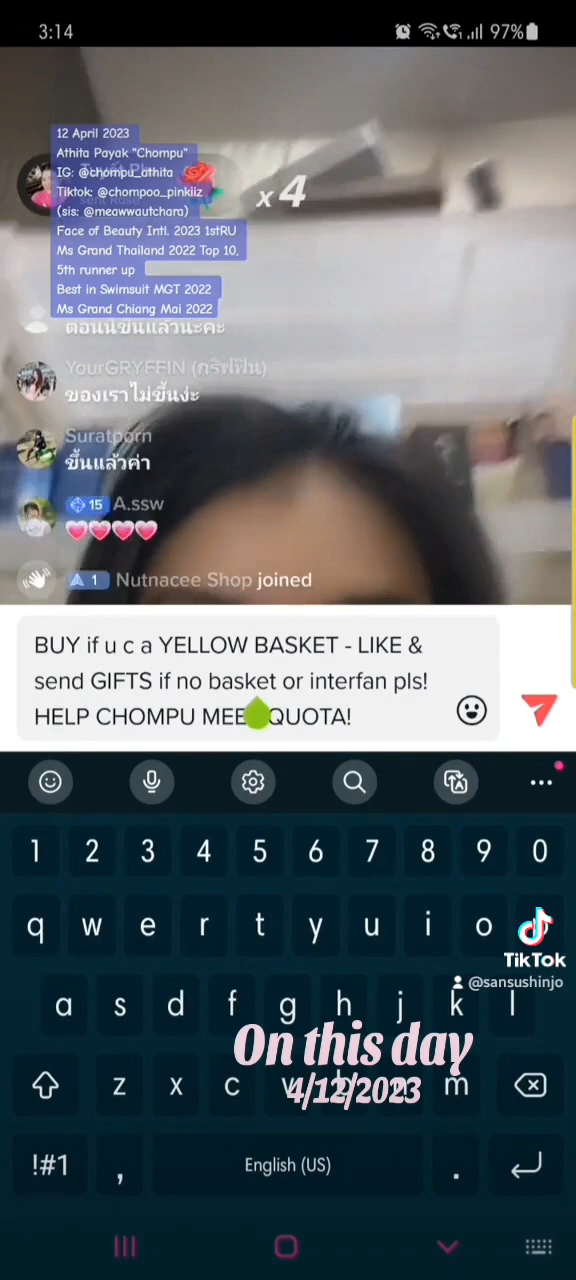 3:14
97%
12 April 2023
Athita Payak "Chompu"
IG: @chompu_athita
Tiktok: @chompoo_pinkiiz
(sis: @meawwautchara)
Face of Beauty Intl. 2023 1stRU
Ms Grand Thailand 2022 Top 10,
5th runner up
Best in Swimsuit MGT 2022
Ms Grand Chiang Mai 2022
x 4
ตอนนี้ขึ้นแล้วนะคะ
YourGRYFFIN (กริฟฟิน)
ของเราไม่ขึ้นง่ะ
Suratporn
ขึ้นแล้วค่า
15 A.ssw
1 Nutnacee Shop joined
BUY if u c a YELLOW BASKET - LIKE &
send GIFTS if no basket or interfan pls!
HELP CHOMPU QUOTA!
1 2 3 4 5 6 7 8 9 0
q w e r t y u i o
TikTok
@sansushinjo
a s d f g h j k l
On this day
4/12/2023
z x c v b n m
!#1 , English (US) .